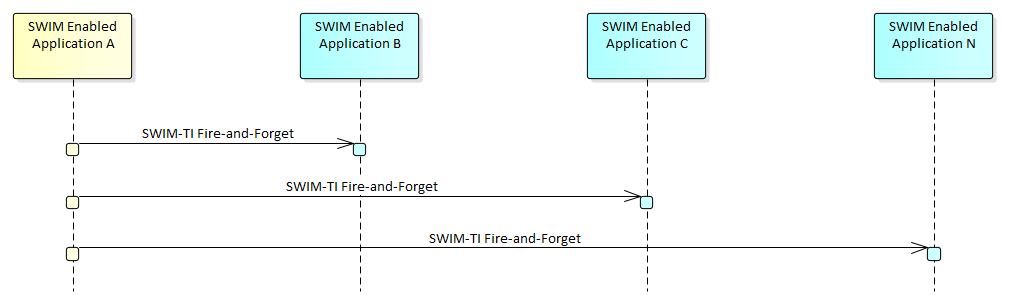 SWIM Enabled
Application A
SWIM Enabled
Application B
SWIM Enabled
Application C
SWIM Enabled
Application N
SWIM-TI Fire-and-Forget
SWIM-TI Fire-and-Forget
SWIM-TI Fire-and-Forget